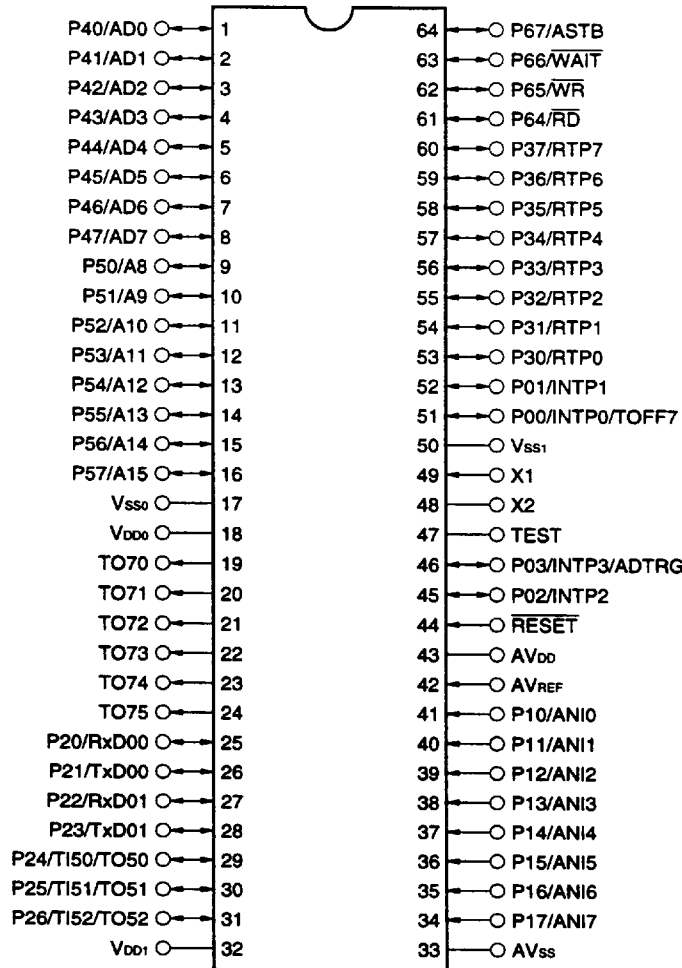 P40/AD0 1 64 P67/ASTB
P41/AD1 2 63 P66/WAIT
P42/AD2 3 62 P65/WR
P43/AD3 4 61 P64/RD
P44/AD4 5 60 P37/RTP7
P45/AD5 6 59 P36/RTP6
P46/AD6 7 58 P35/RTP5
P47/AD7 8 57 P34/RTP4
P50/A8 9 56 P33/RTP3
P51/A9 10 55 P32/RTP2
P52/A10 11 54 P31/RTP1
P53/A11 12 53 P30/RTP0
P54/A12 13 52 P01/INTP1
P55/A13 14 51 P00/INTP0/TOFF7
P56/A14 15 50 VSS1
P57/A15 16 49 X1
VSS0 17 48 X2
VDD0 18 47 TEST
TO70 19 46 P03/INTP3/ADTRG
TO71 20 45 P02/INTP2
TO72 21 44 RESET
TO73 22 43 AVDD
TO74 23 42 AVREF
TO75 24 41 P10/ANI0
P20/RxD00 25 40 P11/ANI1
P21/TxD00 26 39 P12/ANI2
P22/RxD01 27 38 P13/ANI3
P23/TxD01 28 37 P14/ANI4
P24/TI50/TO50 29 36 P15/ANI5
P25/TI51/TO51 30 35 P16/ANI6
P26/TI52/TO52 31 34 P17/ANI7
VDD1 32 33 AVSS